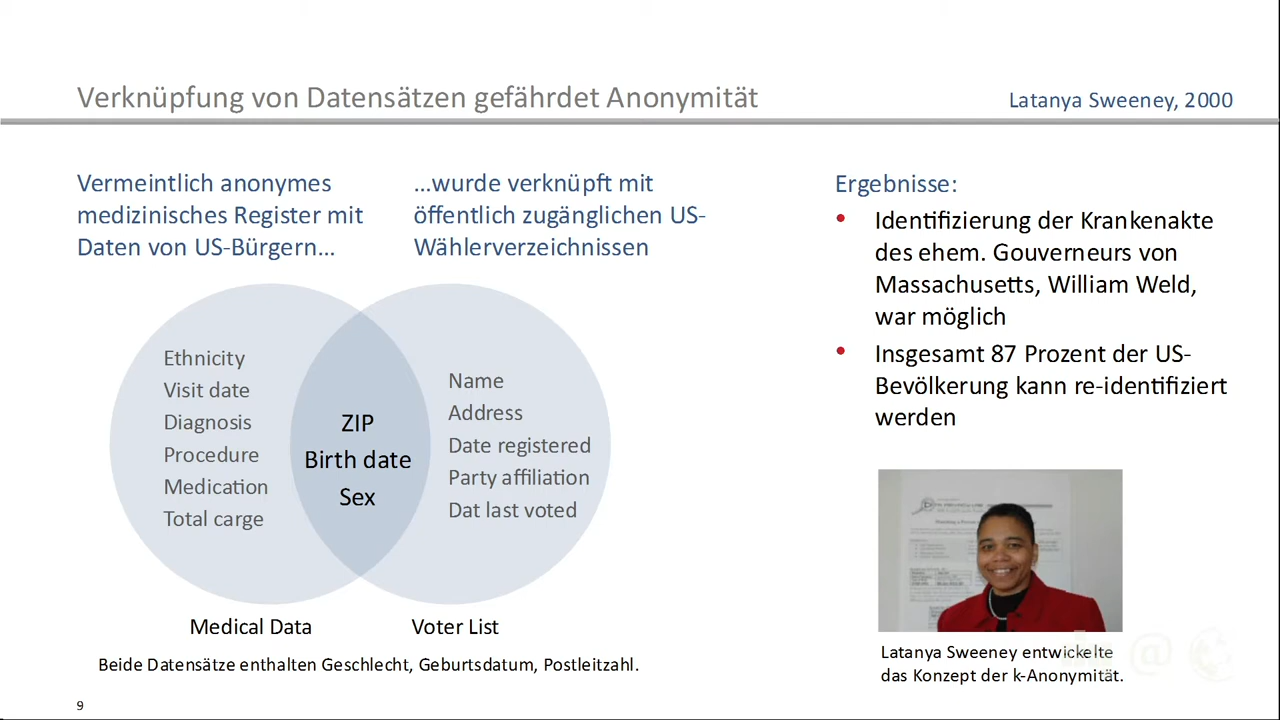 Verknüpfung von Datensätzen gefährdet Anonymität
Latanya Sweeney, 2000
Vermeintlich anonymes
medizinisches Register mit
Daten von US-Bürgern…
…wurde verknüpft mit
öffentlich zugänglichen US-
Wählerverzeichnissen
Ethnicity
Visit date
Diagnosis
Procedure
Medication
Total carge
ZIP
Birth date
Sex
Name
Address
Date registered
Party affiliation
Dat last voted
Medical Data
Voter List
Beide Datensätze enthalten Geschlecht, Geburtsdatum, Postleitzahl.
Ergebnisse:
• Identifizierung der Krankenakte
des ehem. Gouverneurs von
Massachusetts, William Weld,
war möglich
• Insgesamt 87 Prozent der US-
Bevölkerung kann re-identifiziert
werden
Latanya Sweeney entwickelte
das Konzept der k-Anonymität.
9